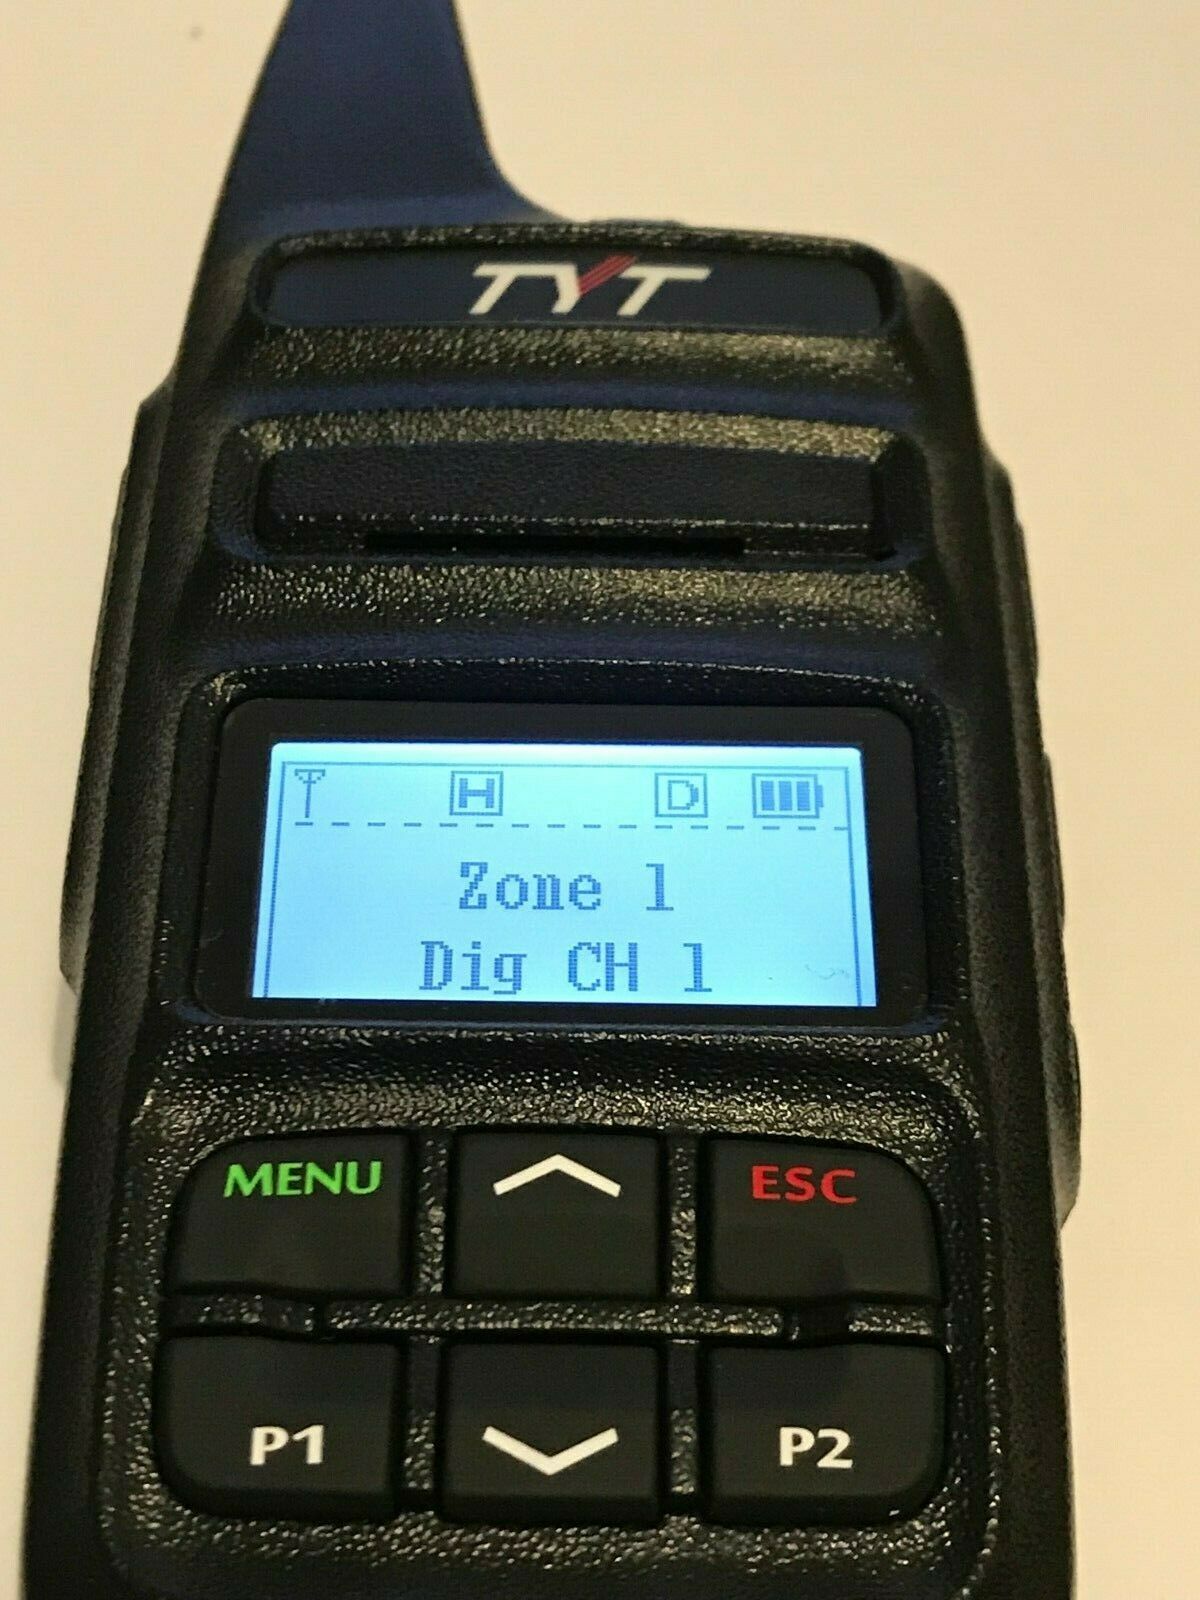 TYT
H D
Zone 1
Dig CH 1
MENU ESC
P1 P2